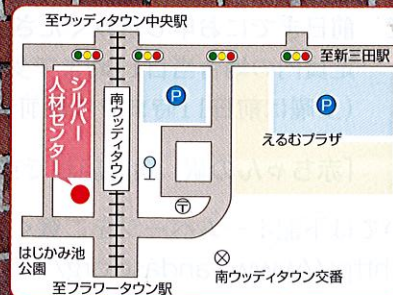 至ウッディタウン中央駅
至新三田駅
シルバー
人材センター
南ウッディタウン
P
P
えるむプラザ
〒
はじかみ池
公園
南ウッディタウン交番
至フラワータウン駅